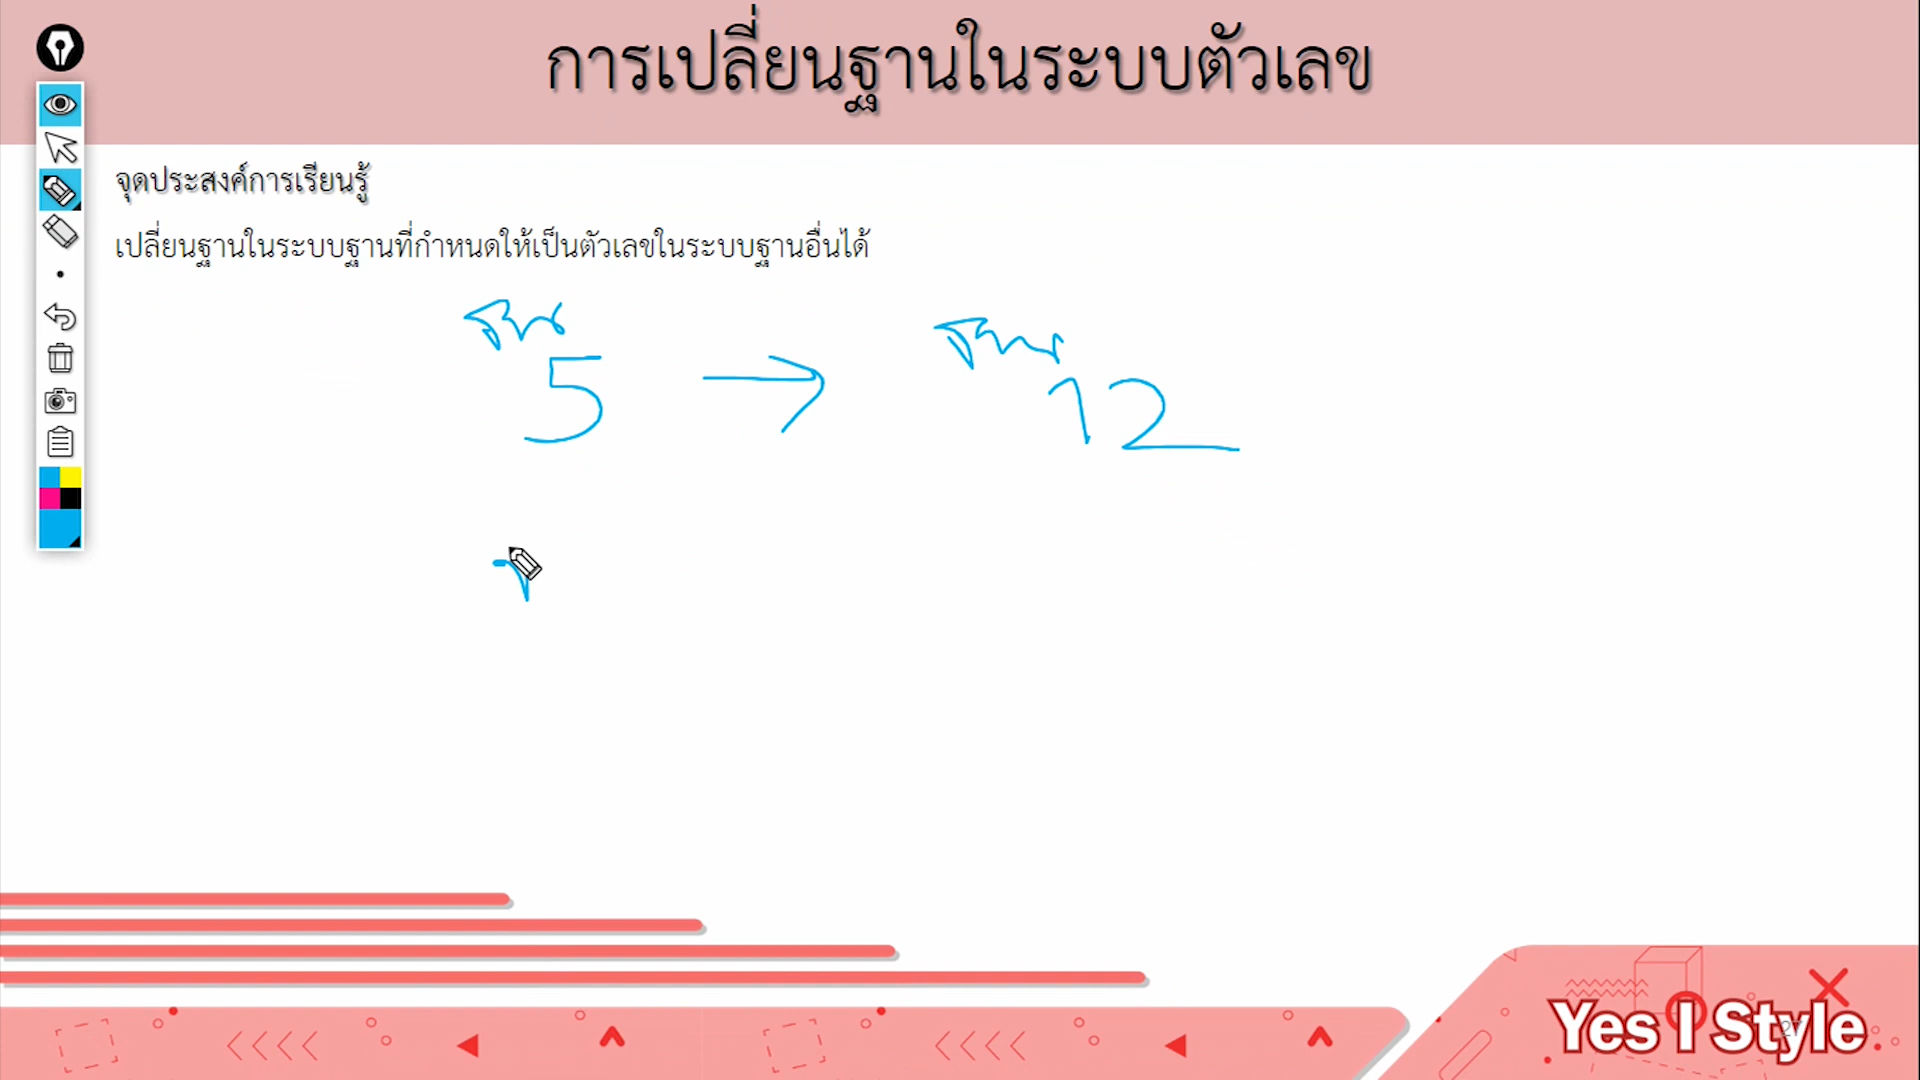 การเปลี่ยนฐานในระบบตัวเลข
จุดประสงค์การเรียนรู้
เปลี่ยนฐานในระบบฐานที่กำหนดให้เป็นตัวเลขในระบบฐานอื่นได้
ฐาน ฐาน
5 → 12
Yes I Style
27